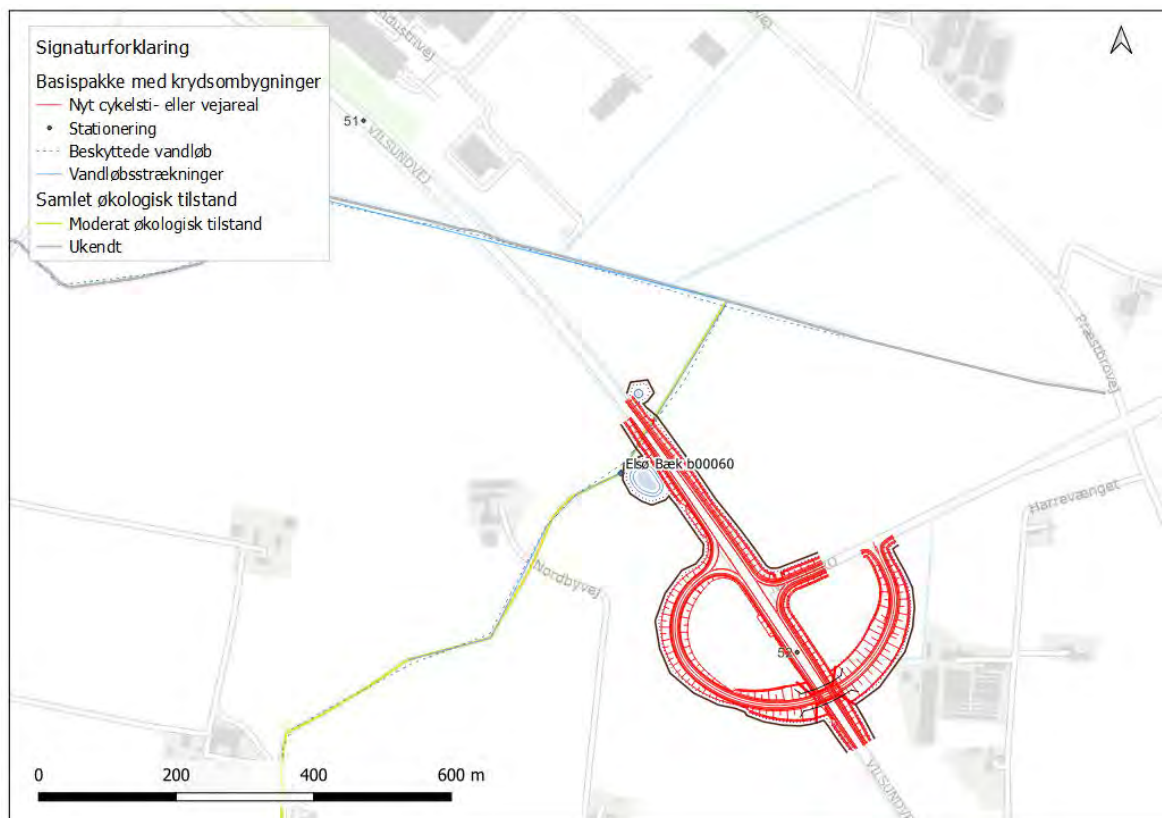 Signaturforklaring
Basispakke med krydsombygninger
Nyt cykelsti- eller vejareal
Stationering
Beskyttede vandløb
Vandløbsstrækninger
Samlet økologisk tilstand
Moderat økologisk tilstand
Ukendt
51
VILSUNDVEJ
Industrivej
Præstbrovej
Elsø Bæk b00060
Harrevænget
Nordbyvej
52
VILSUNDVEJ
0 200 400 600 m